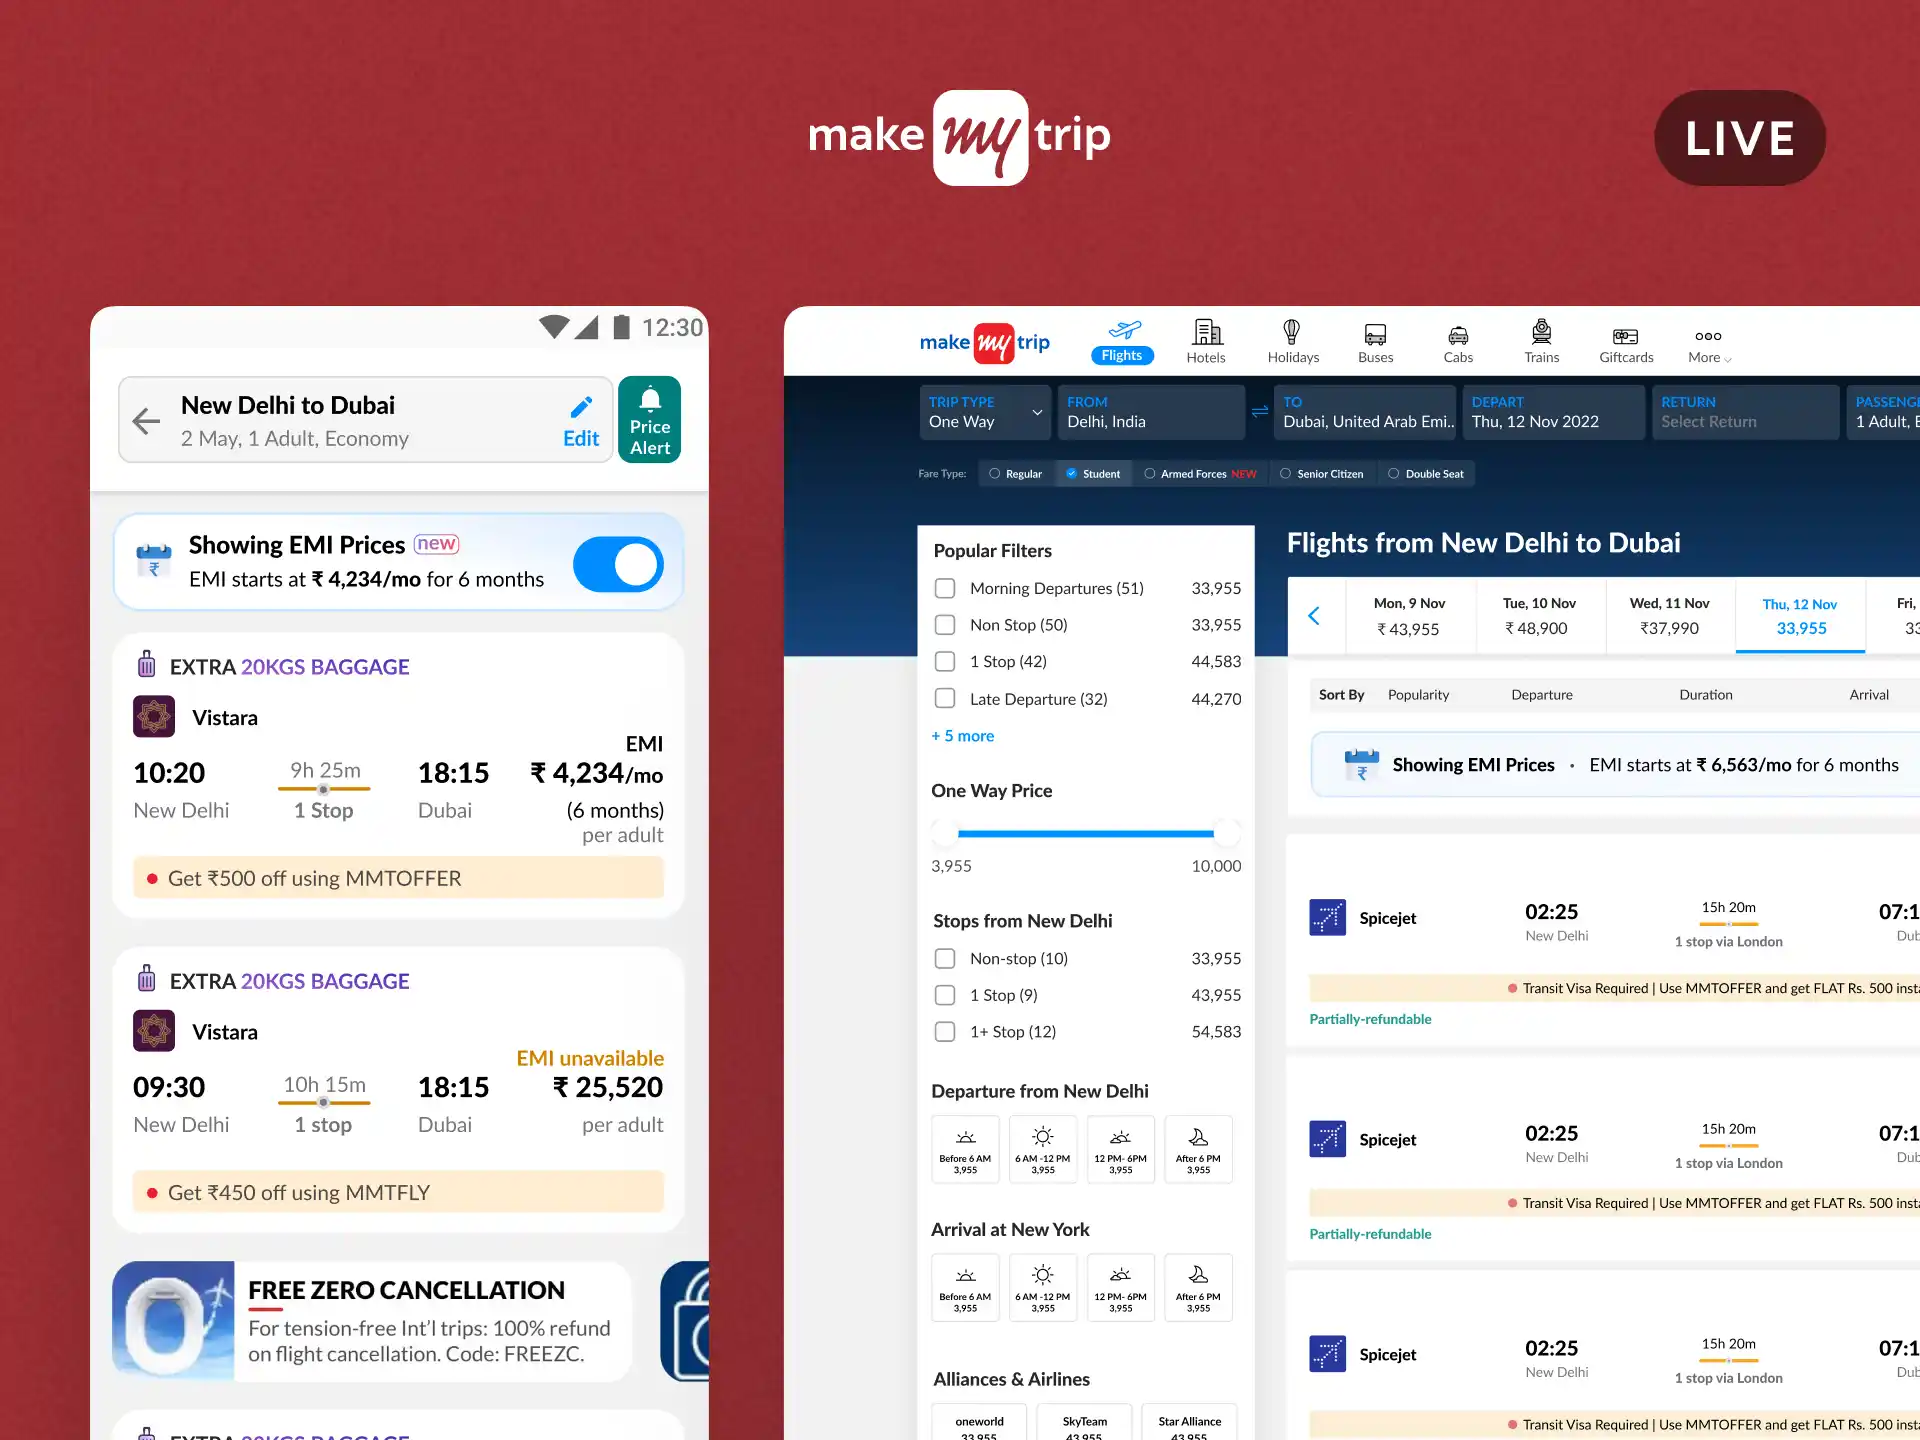 make my trip
LIVE
12:30
New Delhi to Dubai
2 May, 1 Adult, Economy
Edit
Price
Alert
Showing EMI Prices new
EMI starts at ₹ 4,234/mo for 6 months
EXTRA 20KGS BAGGAGE
Vistara
EMI
10:20 9h 25m 18:15 ₹ 4,234/mo
New Delhi 1 Stop Dubai (6 months)
per adult
Get ₹500 off using MMTOFFER
EXTRA 20KGS BAGGAGE
Vistara
EMI unavailable
09:30 10h 15m 18:15 ₹ 25,520
New Delhi 1 stop Dubai per adult
Get ₹450 off using MMTFLY
FREE ZERO CANCELLATION
For tension-free Int'l trips: 100% refund
on flight cancellation. Code: FREEZC.
EXTRA 20KGS BAGGAGE
make my trip
Flights Hotels Holidays Buses Cabs Trains Giftcards More
TRIP TYPE FROM TO DEPART RETURN PASSENGE
One Way Delhi, India Dubai, United Arab Emi.. Thu, 12 Nov 2022 Select Return 1 Adult, E
Fare Type: Regular Student Armed Forces NEW Senior Citizen Double Seat
Popular Filters
Morning Departures (51) 33,955
Non Stop (50) 33,955
1 Stop (42) 44,583
Late Departure (32) 44,270
+ 5 more
One Way Price
3,955 10,000
Stops from New Delhi
Non-stop (10) 33,955
1 Stop (9) 43,955
1+ Stop (12) 54,583
Departure from New Delhi
Before 6 AM 6 AM -12 PM 12 PM- 6PM After 6 PM
3,955 3,955 3,955 3,955
Arrival at New York
Before 6 AM 6 AM -12 PM 12 PM- 6PM After 6 PM
3,955 3,955 3,955 3,955
Alliances & Airlines
oneworld SkyTeam Star Alliance
33,955 43,955 43,955
Flights from New Delhi to Dubai
Mon, 9 Nov Tue, 10 Nov Wed, 11 Nov Thu, 12 Nov Fri,
₹ 43,955 ₹ 48,900 ₹37,990 33,955 33
Sort By Popularity Departure Duration Arrival
Showing EMI Prices · EMI starts at ₹ 6,563/mo for 6 months
Spicejet 02:25 15h 20m 07:1
New Delhi 1 stop via London Dub
Transit Visa Required | Use MMTOFFER and get FLAT Rs. 500 insta
Partially-refundable
Spicejet 02:25 15h 20m 07:1
New Delhi 1 stop via London Dub
Transit Visa Required | Use MMTOFFER and get FLAT Rs. 500 insta
Partially-refundable
Spicejet 02:25 15h 20m 07:1
New Delhi 1 stop via London Dub
Transit Visa Required | Use MMTOFFER and get FLAT Rs. 500 insta